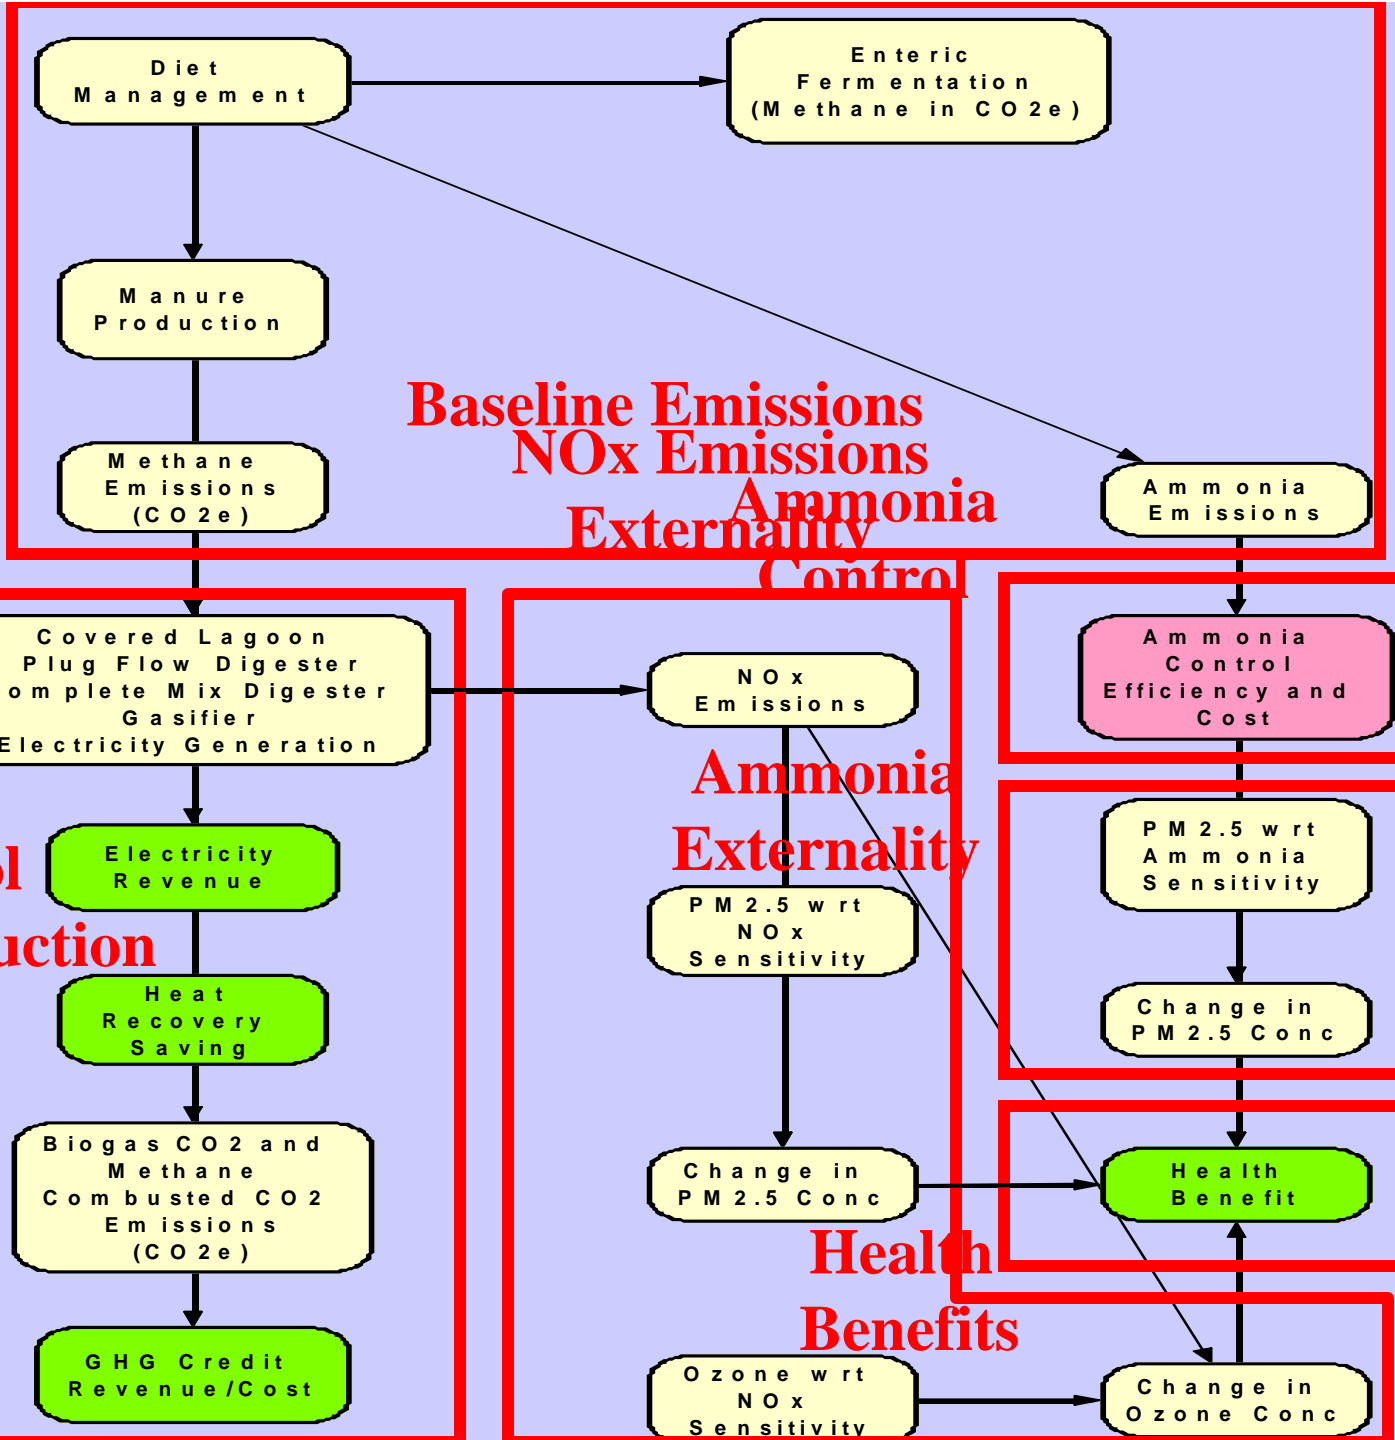 Diet
Management
Enteric
Fermentation
(Methane in CO2e)
Manure
Production
Baseline Emissions
NOx Emissions
Ammonia
Externality
Control
Methane
Emissions
(CO2e)
Ammonia
Emissions
Covered Lagoon
Plug Flow Digester
omplete Mix Digester
Gasifier
Electricity Generation
NOx
Emissions
Ammonia
Control
Efficiency and
Cost
Ammonia
Externality
Electricity
Revenue
ol
uction
PM2.5 wrt
Ammonia
Sensitivity
PM2.5 wrt
NOx
Sensitivity
Heat
Recovery
Saving
Change in
PM2.5 Conc
Biogas CO2 and
Methane
Combusted CO2
Emissions
(CO2e)
Change in
PM2.5 Conc
Health
Benefit
Health
Benefits
GHG Credit
Revenue/Cost
Ozone wrt
NOx
Sensitivity
Change in
Ozone Conc